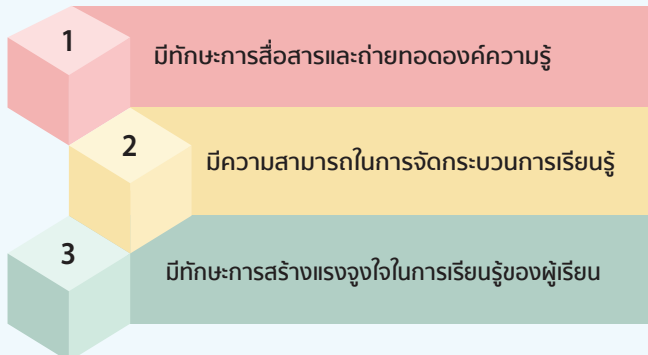 1
มีทักษะการสื่อสารและถ่ายทอดองค์ความรู้
2
มีความสามารถในการจัดกระบวนการเรียนรู้
3
มีทักษะการสร้างแรงจูงใจในการเรียนรู้ของผู้เรียน